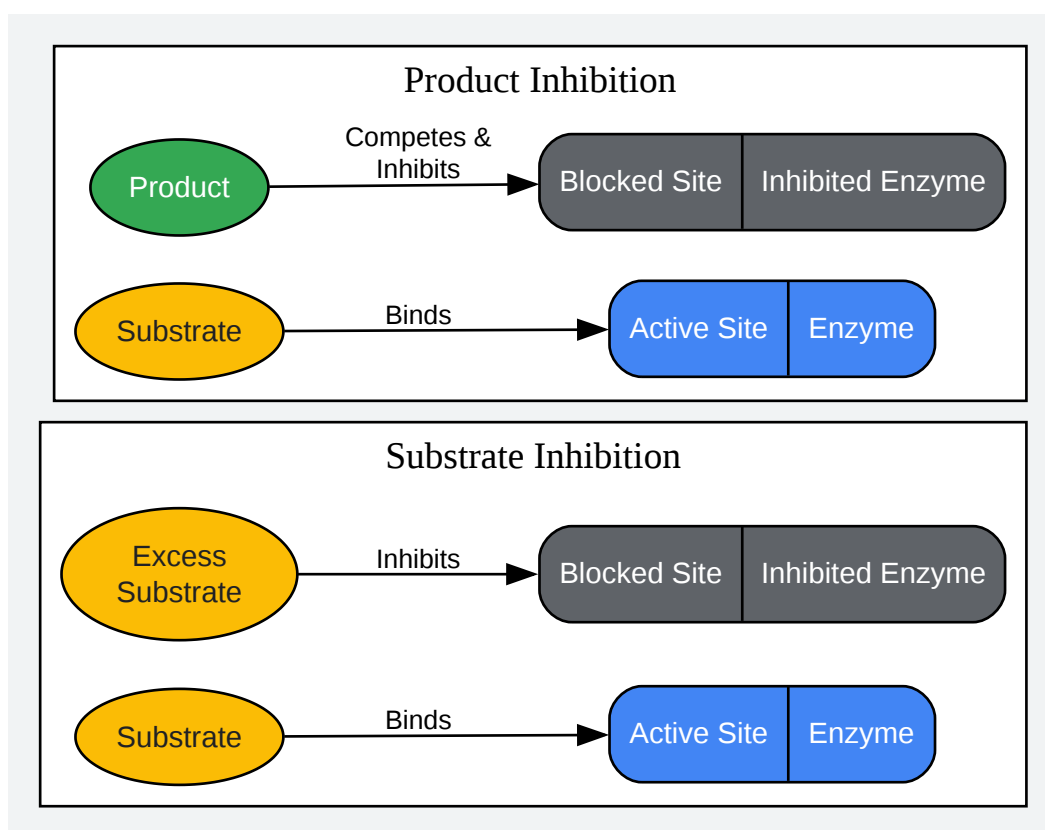 Product Inhibition
Competes &
Inhibits
Product
Blocked Site
Inhibited Enzyme
Binds
Substrate
Active Site
Enzyme
Substrate Inhibition
Excess
Substrate
Inhibits
Blocked Site
Inhibited Enzyme
Binds
Substrate
Active Site
Enzyme